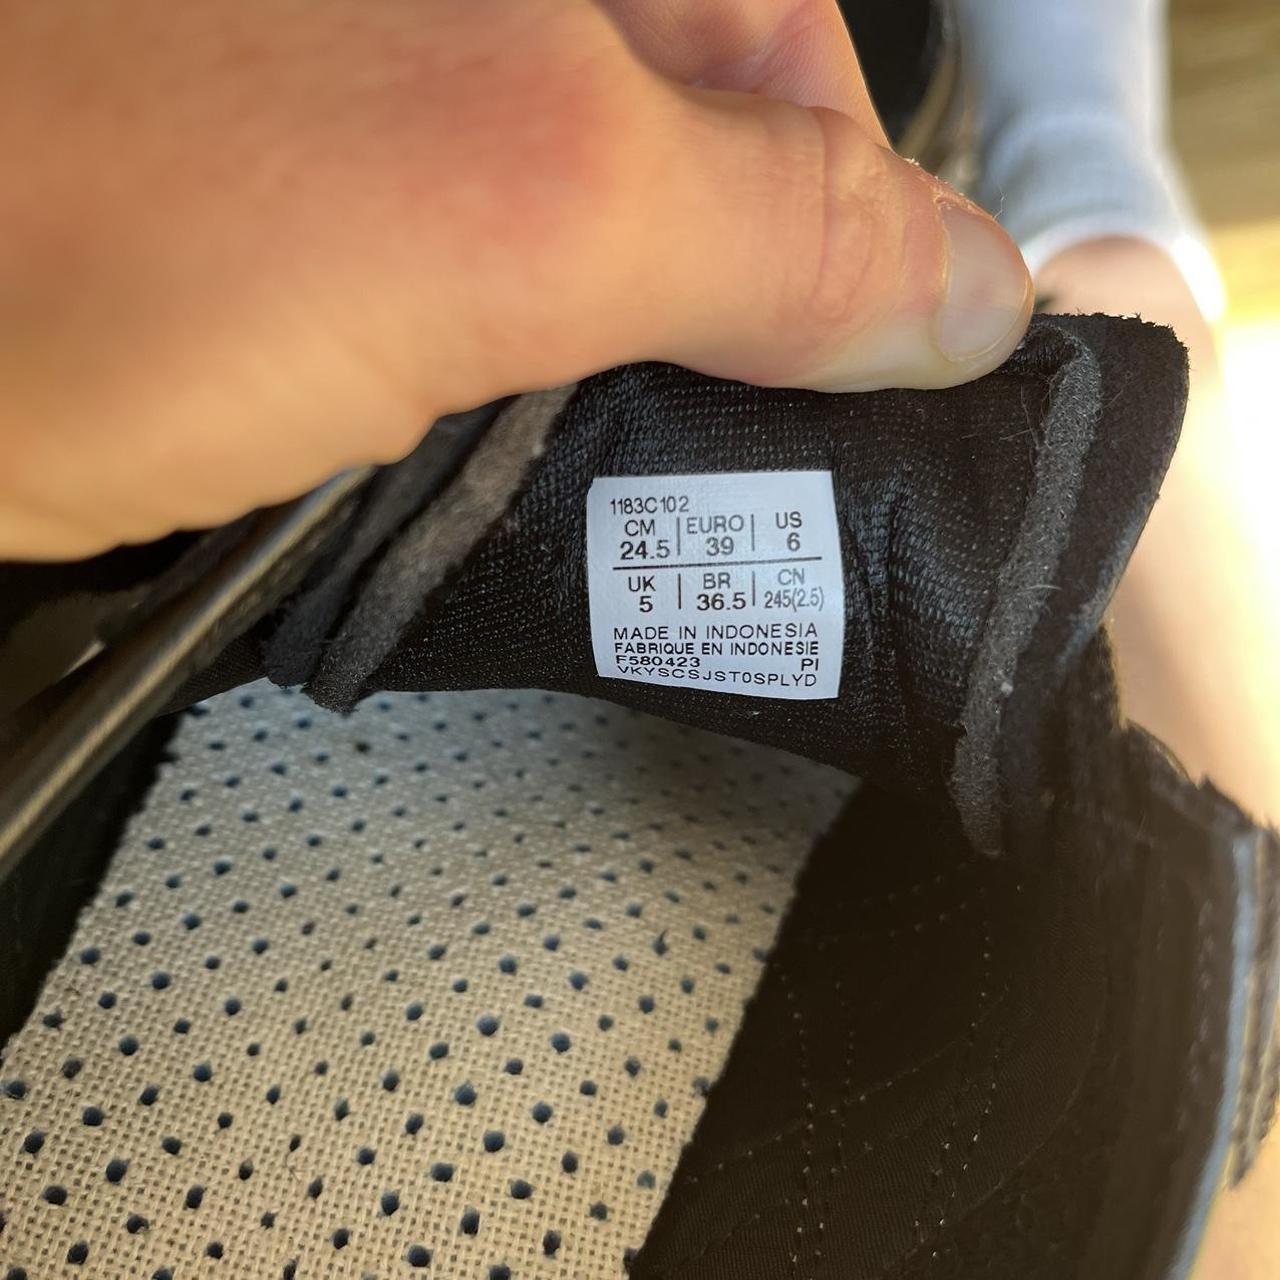 1183C102
CM EURO US
24.5 39 6
UK BR CN
5 36.5 245(2.5)
MADE IN INDONESIA
FABRIQUE EN INDONESIE
F580423 PI
VKYSCSJST0SPLYD